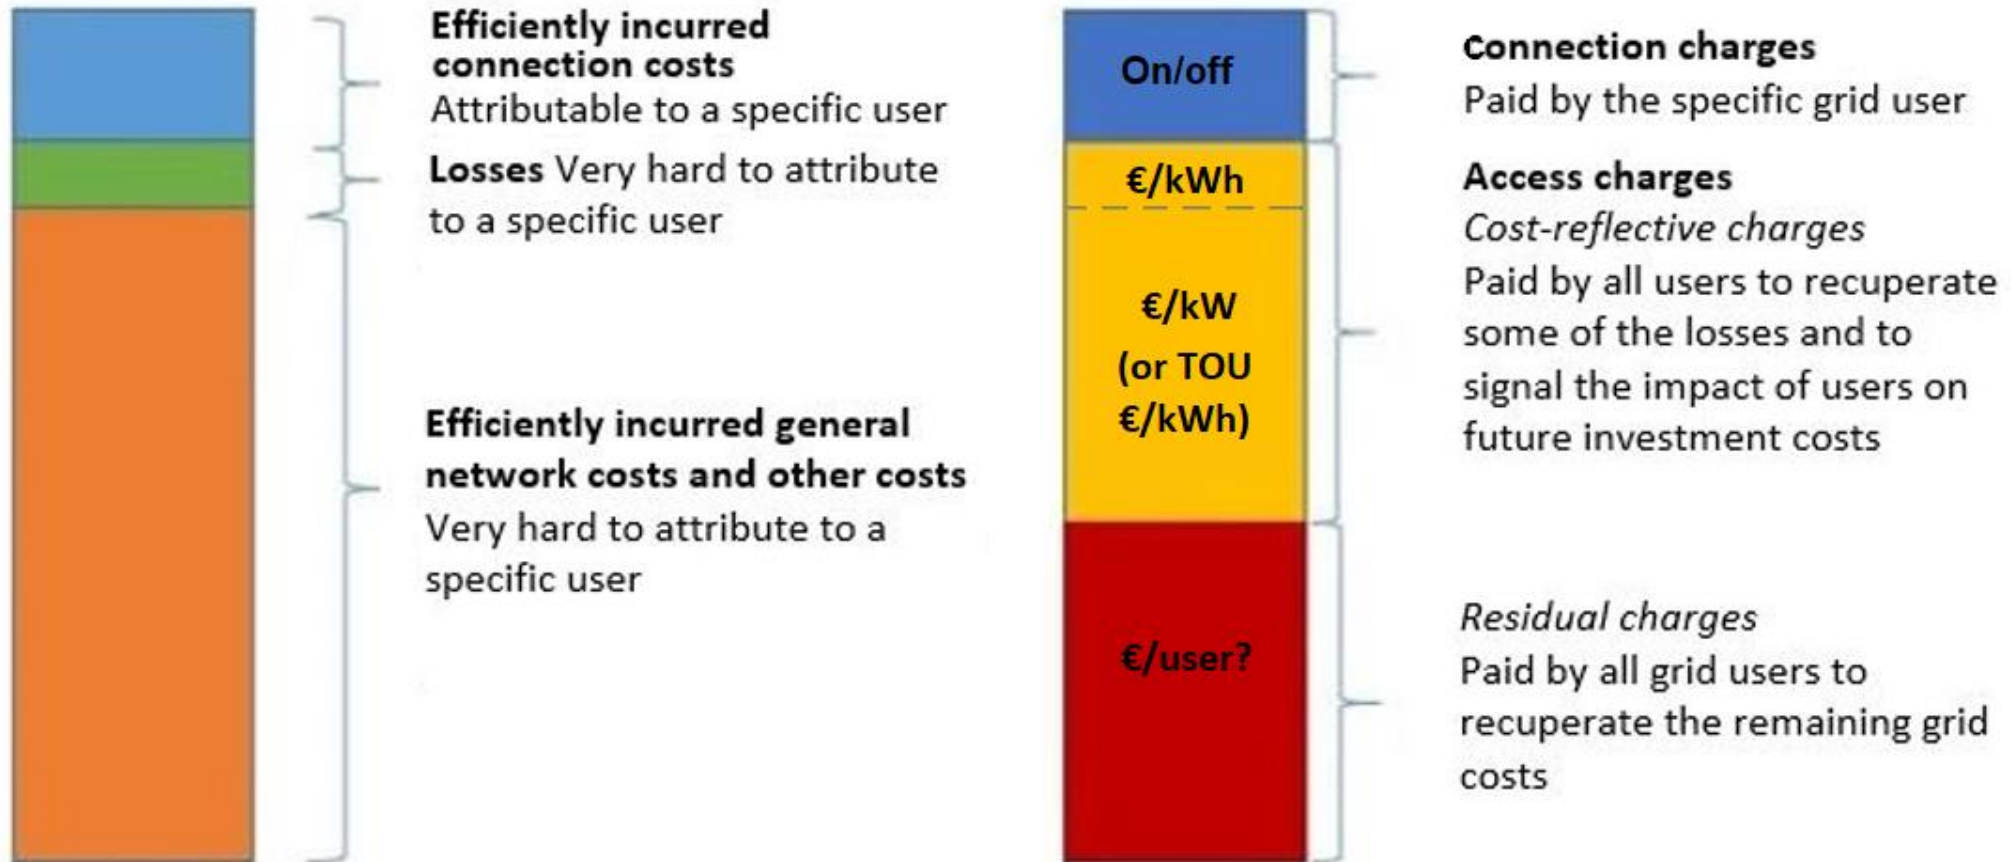 Efficiently incurred
connection costs
Attributable to a specific user
Losses Very hard to attribute
to a specific user
Efficiently incurred general
network costs and other costs
Very hard to attribute to a
specific user
On/off
€/kWh
€/kW
(or TOU
€/kWh)
€/user?
Connection charges
Paid by the specific grid user
Access charges
Cost-reflective charges
Paid by all users to recuperate
some of the losses and to
signal the impact of users on
future investment costs
Residual charges
Paid by all grid users to
recuperate the remaining grid
costs